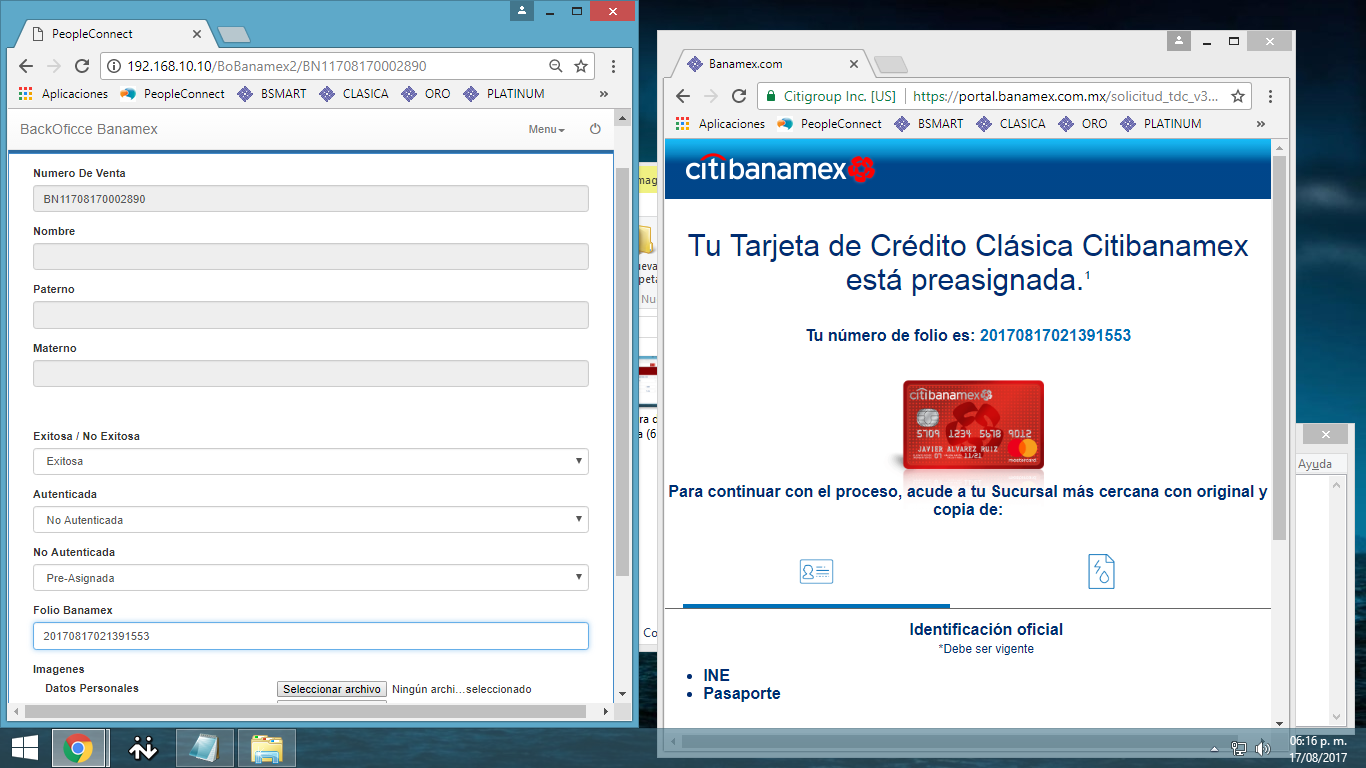 PeopleConnect
192.168.10.10/BoBanamex2/BN11708170002890
Aplicaciones PeopleConnect BSMART CLASICA ORO PLATINUM »
BackOficce Banamex
Menu
Numero De Venta
BN11708170002890
Nombre
Paterno
Materno
Exitosa / No Exitosa
Exitosa
Autenticada
No Autenticada
No Autenticada
Pre-Asignada
Folio Banamex
20170817021391553
Imagenes
Datos Personales
Seleccionar archivo Ningún archi...seleccionado
Banamex.com
Citigroup Inc. [US] https://portal.banamex.com.mx/solicitud_tdc_v3...
Aplicaciones PeopleConnect BSMART CLASICA ORO PLATINUM »
citibanamex
Tu Tarjeta de Crédito Clásica Citibanamex
está preasignada.¹
Tu número de folio es: 20170817021391553
citibanamex
5709 1234 5678 9012
JAVIER ALVAREZ RUIZ
07 11/21
mastercard
Para continuar con el proceso, acude a tu Sucursal más cercana con original y
copia de:
Identificación oficial
*Debe ser vigente
• INE
• Pasaporte
Ayuda
06:16 p. m.
17/08/2017